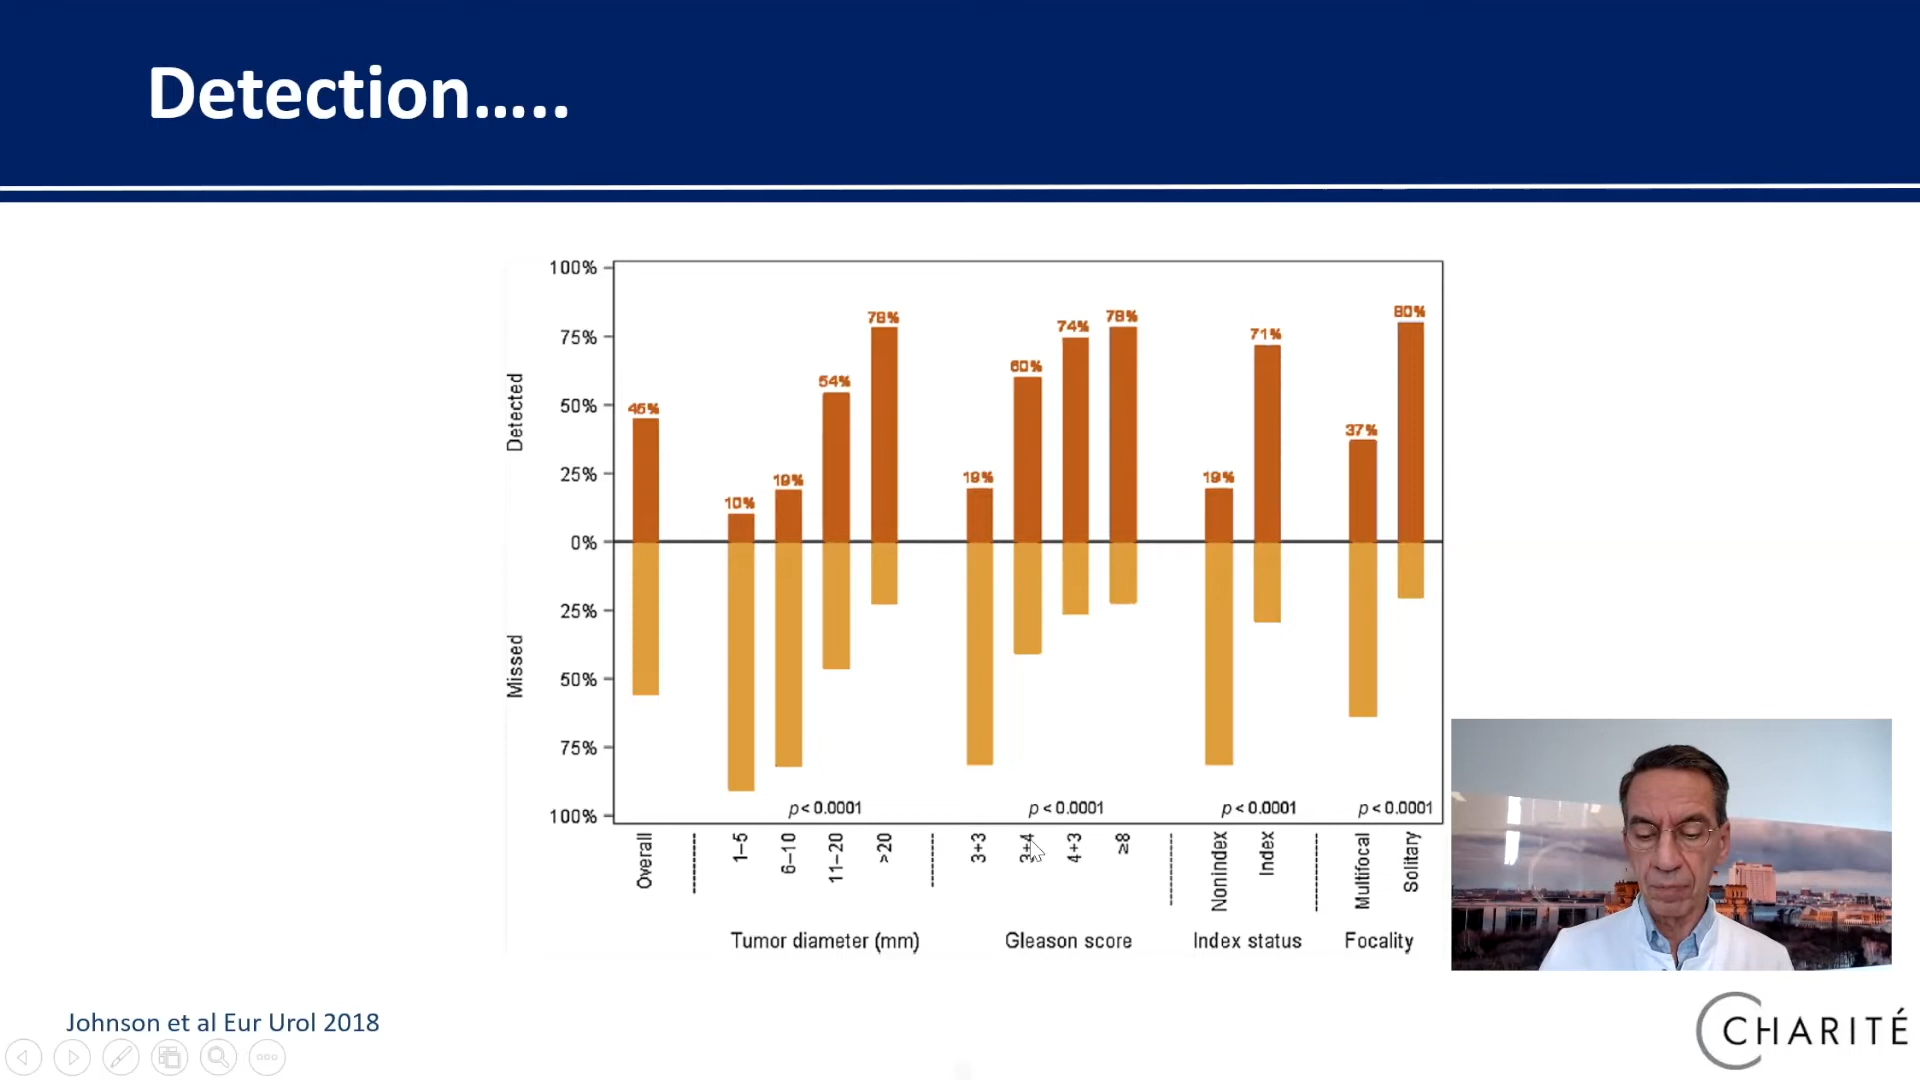 Detection…..
100%
75%
50%
25%
0%
25%
50%
75%
100%
Detected
Missed
45%
10%
19%
54%
78%
19%
60%
74%
78%
19%
71%
37%
80%
p < 0.0001
p < 0.0001
p < 0.0001
p < 0.0001
Overall
1–5
6–10
11–20
>20
3+3
3+4
4+3
≥8
Nonindex
Index
Multifocal
Solitary
Tumor diameter (mm)
Gleason score
Index status
Focality
Johnson et al Eur Urol 2018
CHARITÉ